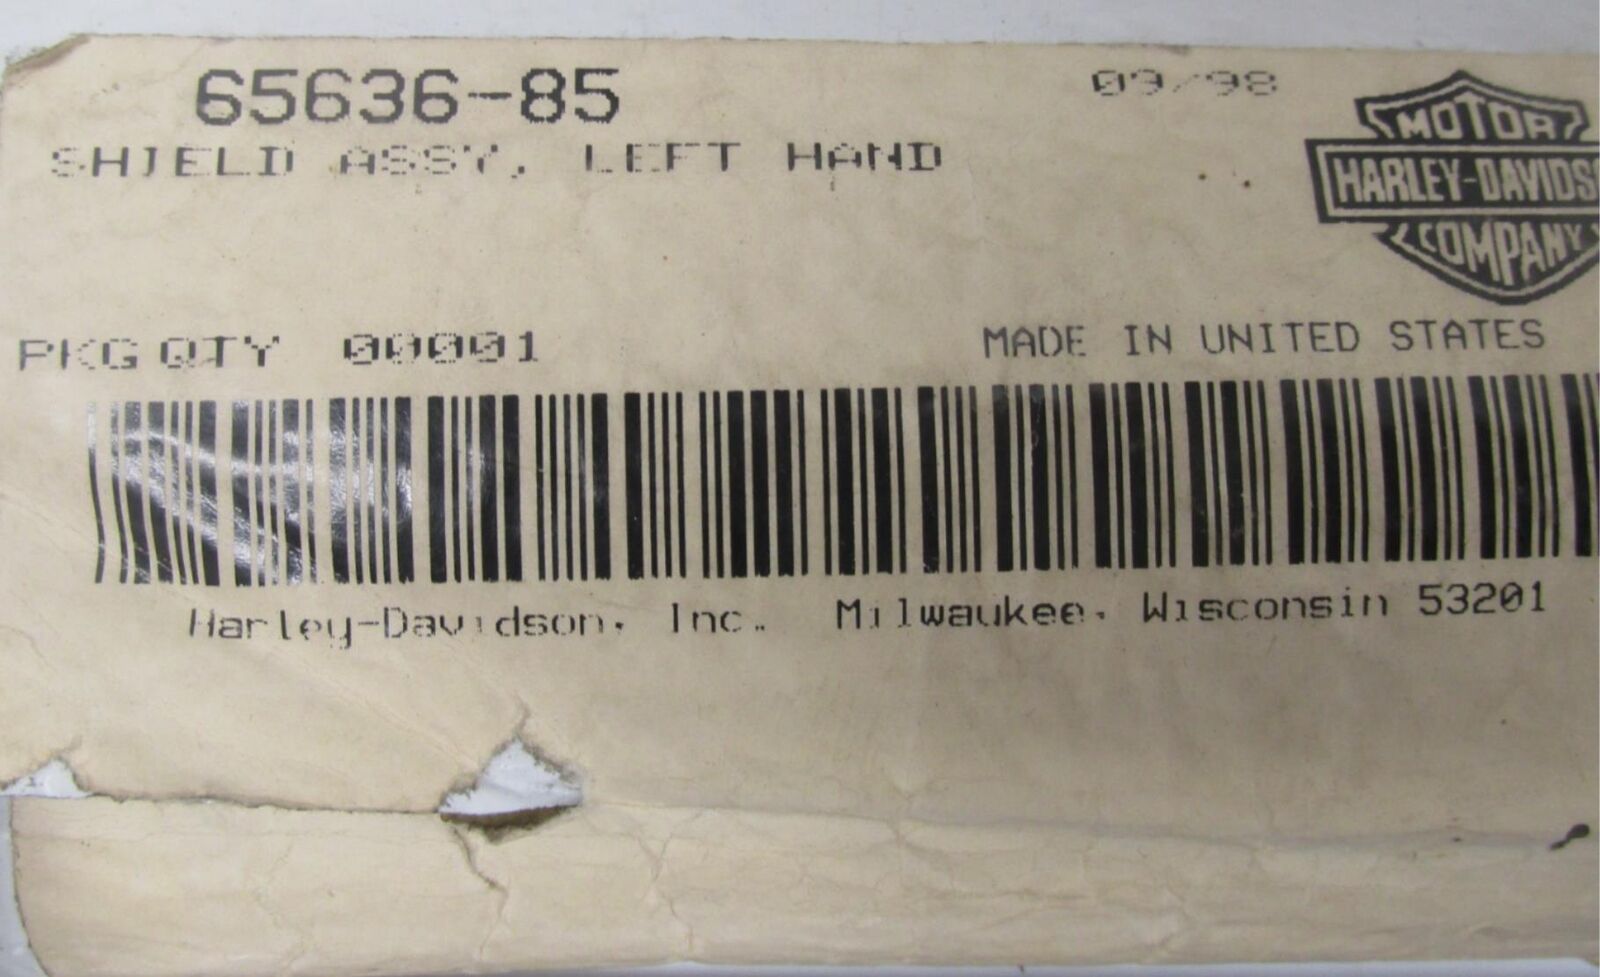 65636-85
09/98
SHIELD ASSY, LEFT HAND
MOTOR
HARLEY-DAVIDS
COMPANY
PKG QTY 00001
MADE IN UNITED STATES
Harley-Davidson, Inc. Milwaukee, Wisconsin 53201